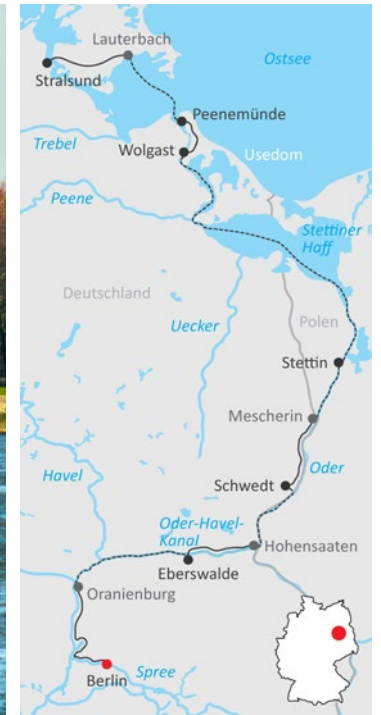 Lauterbach
Ostsee
Stralsund
Peenemünde
Trebel
Wolgast
Usedom
Peene
Stettiner
Haff
Deutschland
Polen
Uecker
Stettin
Mescherin
Havel
Schwedt
Oder
Oder-Havel-
Kanal
Hohensaaten
Eberswalde
Oranienburg
Berlin
Spree